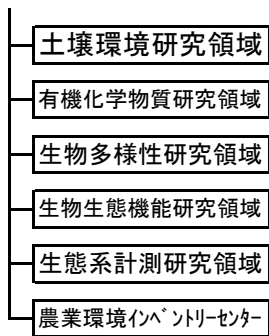 土壌環境研究領域
有機化学物質研究領域
生物多様性研究領域
生物生態機能研究領域
生態系計測研究領域
農業環境ｲﾝﾍﾞﾝﾄﾘｰｾﾝﾀｰ